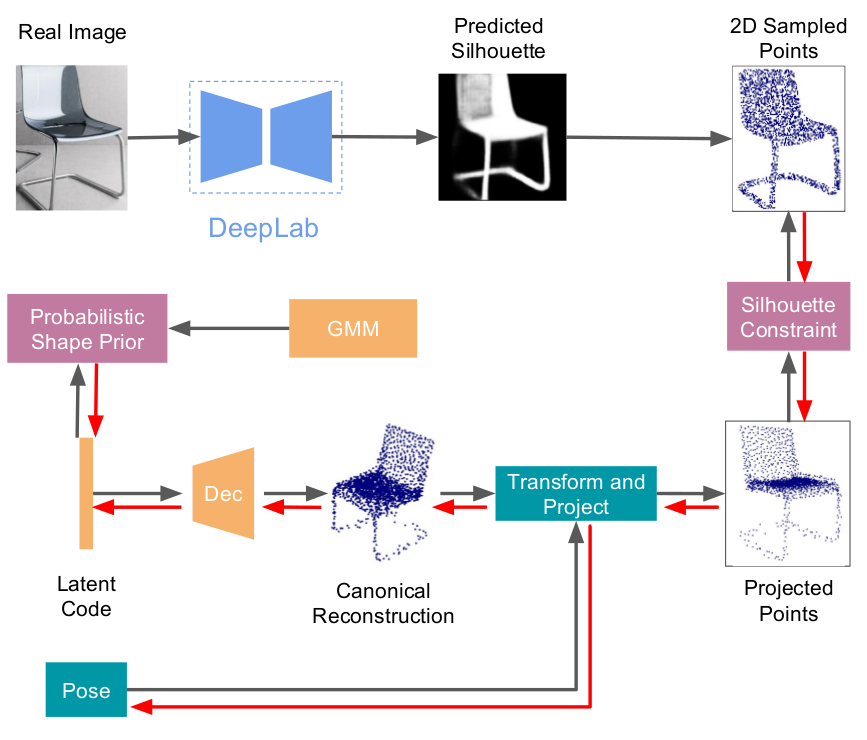 Real Image
Predicted
Silhouette
2D Sampled
Points
DeepLab
Probabilistic
Shape Prior
GMM
Silhouette
Constraint
Dec
Transform and
Project
Latent
Code
Canonical
Reconstruction
Projected
Points
Pose